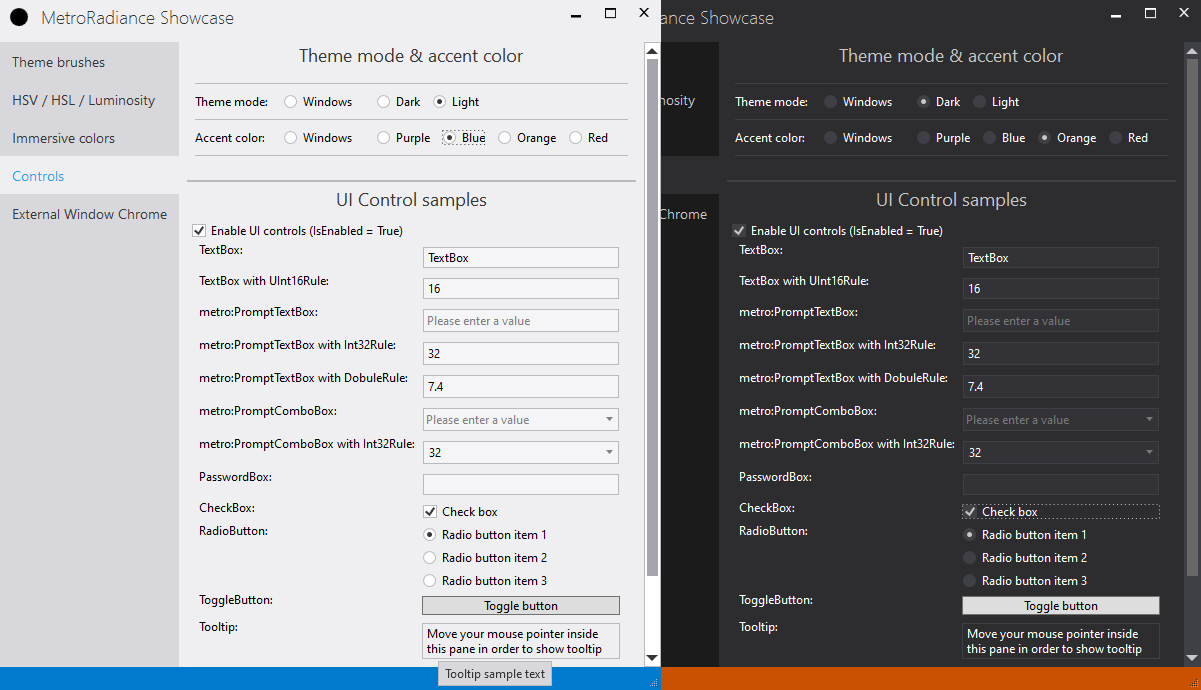 MetroRadiance Showcase
Theme brushes
HSV / HSL / Luminosity
Immersive colors
Controls
External Window Chrome
Theme mode & accent color
Theme mode: Windows Dark Light
Accent color: Windows Purple Blue Orange Red
UI Control samples
Enable UI controls (IsEnabled = True)
TextBox: TextBox
TextBox with UInt16Rule: 16
metro:PromptTextBox: Please enter a value
metro:PromptTextBox with Int32Rule: 32
metro:PromptTextBox with DobuleRule: 7.4
metro:PromptComboBox: Please enter a value
metro:PromptComboBox with Int32Rule: 32
PasswordBox:
CheckBox: Check box
RadioButton: Radio button item 1
Radio button item 2
Radio button item 3
ToggleButton: Toggle button
Tooltip: Move your mouse pointer inside
this pane in order to show tooltip
Tooltip sample text
ance Showcase
nosity
Chrome
Theme mode & accent color
Theme mode: Windows Dark Light
Accent color: Windows Purple Blue Orange Red
UI Control samples
Enable UI controls (IsEnabled = True)
TextBox: TextBox
TextBox with UInt16Rule: 16
metro:PromptTextBox: Please enter a value
metro:PromptTextBox with Int32Rule: 32
metro:PromptTextBox with DobuleRule: 7.4
metro:PromptComboBox: Please enter a value
metro:PromptComboBox with Int32Rule: 32
PasswordBox:
CheckBox: Check box
RadioButton: Radio button item 1
Radio button item 2
Radio button item 3
ToggleButton: Toggle button
Tooltip: Move your mouse pointer inside
this pane in order to show tooltip